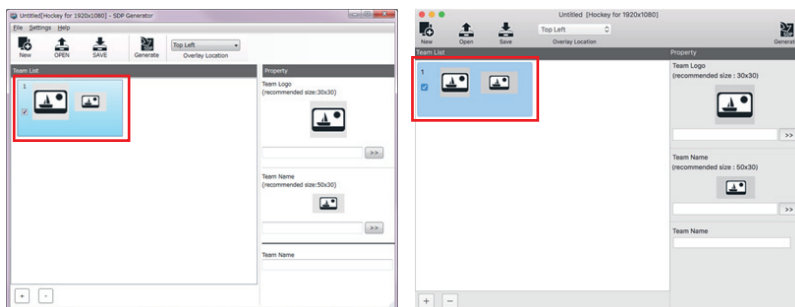 Untitled[Hockey for 1920x1080] - SDP Generator
File Settings Help
New OPEN SAVE Generate Top Left Overlay Location
Team List Property
1
Team Logo
(recommended size:30x30)
>>
Team Name
(recommended size:50x30)
>>
Team Name
+ -
Untitled [Hockey for 1920x1080]
New Open Save Top Left Overlay Location Generate
Team List Property
1
Team Logo
(recommended size : 30x30)
>>
Team Name
(recommended size : 50x30)
>>
Team Name
+ −